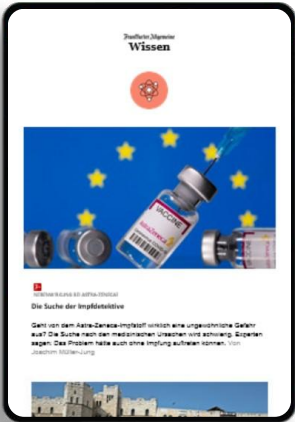 Frankfurter Allgemeine
Wissen
VACCINE
AstraZeneca
F+
Die Suche der Impfdetektive
Geht von dem Astra-Zeneca-Impfstoff wirklich eine ungewöhnliche Gefahr
aus? Die Suche nach den medizinischen Ursachen wird schwierig. Experten
sagen: Das Problem hätte auch ohne Impfung auftreten können. Von
Joachim Müller-Jung